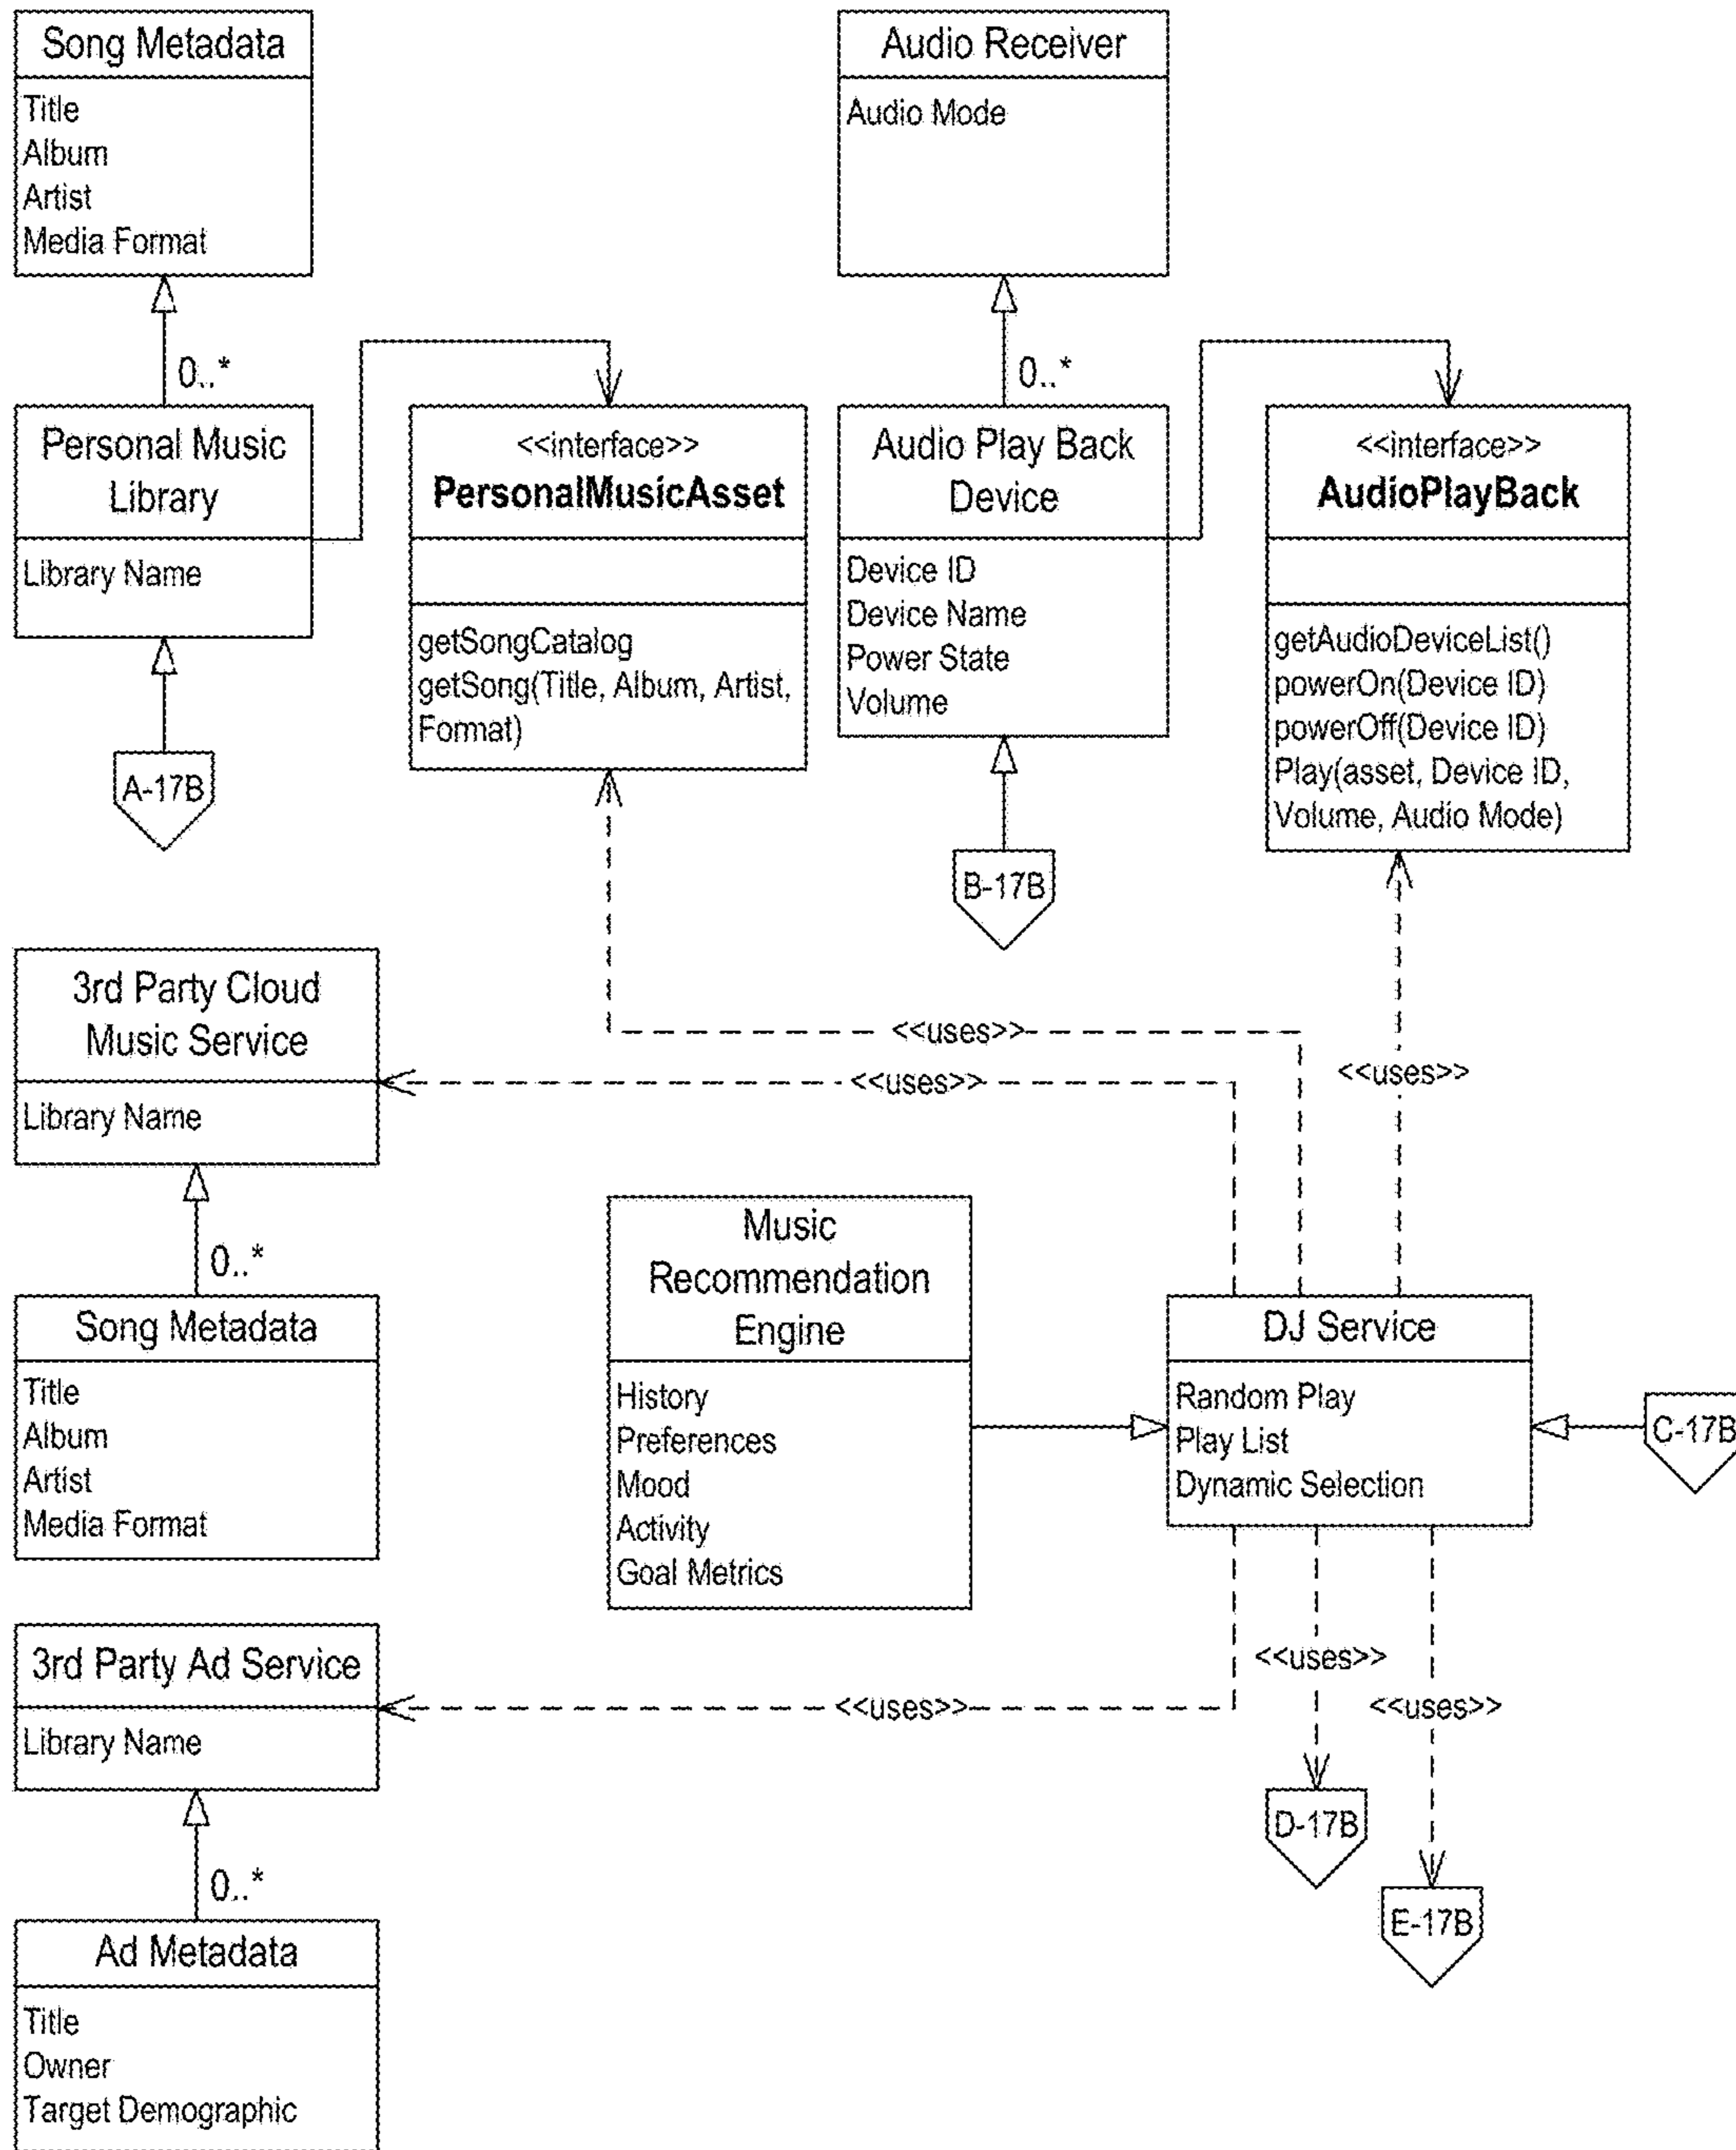 Song Metadata
Title
Album
Artist
Media Format
Audio Receiver
Audio Mode
0..*
0..*
Personal Music
Library
Library Name
<<interface>>
PersonalMusicAsset
getSongCatalog
getSong(Title, Album, Artist,
Format)
Audio Play Back
Device
Device ID
Device Name
Power State
Volume
<<interface>>
AudioPlayBack
getAudioDeviceList()
powerOn(Device ID)
powerOff(Device ID)
Play(asset, Device ID,
Volume, Audio Mode)
A-17B
B-17B
3rd Party Cloud
Music Service
Library Name
<<uses>>
<<uses>>
<<uses>>
0..*
Song Metadata
Title
Album
Artist
Media Format
Music
Recommendation
Engine
History
Preferences
Mood
Activity
Goal Metrics
DJ Service
Random Play
Play List
Dynamic Selection
C-17B
3rd Party Ad Service
Library Name
<<uses>>
<<uses>>
<<uses>>
D-17B
E-17B
0..*
Ad Metadata
Title
Owner
Target Demographic